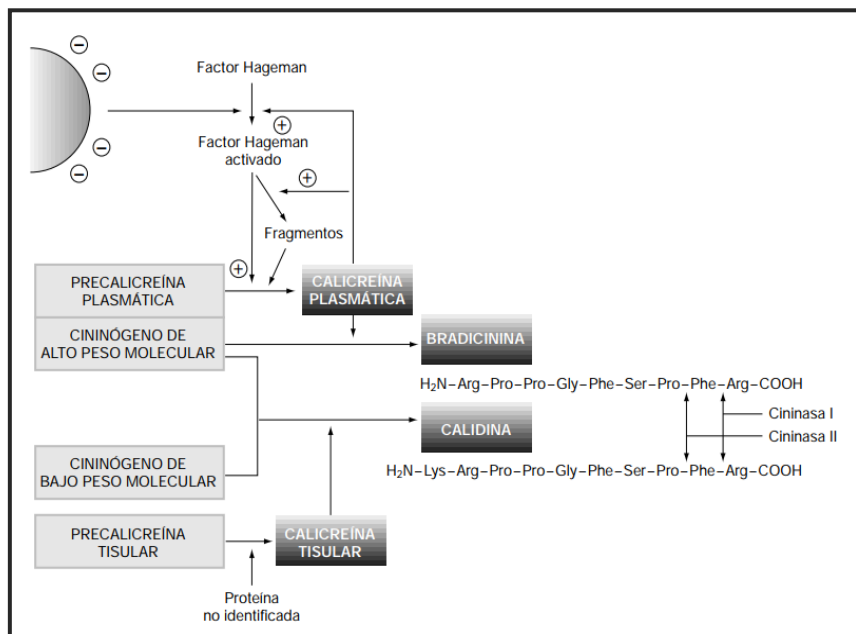 Factor Hageman
Factor Hageman
activado
Fragmentos
PRECALICREÍNA
PLASMÁTICA
CALICREÍNA
PLASMÁTICA
CININÓGENO DE
ALTO PESO MOLECULAR
BRADICININA
H₂N–Arg–Pro–Pro–Gly–Phe–Ser–Pro–Phe–Arg–COOH
Cininasa I
Cininasa II
CALIDINA
CININÓGENO DE
BAJO PESO MOLECULAR
H₂N–Lys–Arg–Pro–Pro–Gly–Phe–Ser–Pro–Phe–Arg–COOH
PRECALICREÍNA
TISULAR
CALICREÍNA
TISULAR
Proteína
no identificada